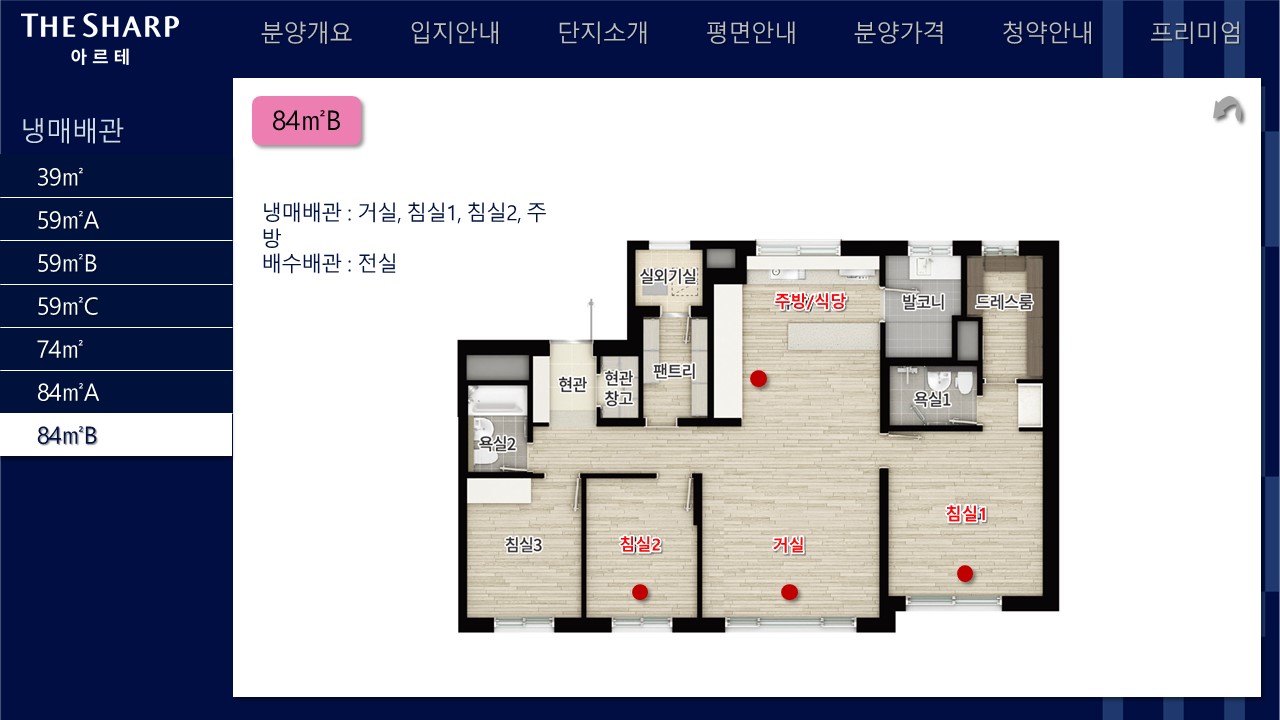 THE SHARP
아르테
분양개요 입지안내 단지소개 평면안내 분양가격 청약안내 프리미엄
냉매배관
39㎡
59㎡A
59㎡B
59㎡C
74㎡
84㎡A
84㎡B
84㎡B
냉매배관 : 거실, 침실1, 침실2, 주
방
배수배관 : 전실
실외기실
주방/식당
발코니
드레스룸
현관
현관
창고
팬트리
욕실1
욕실2
침실3
침실2
거실
침실1